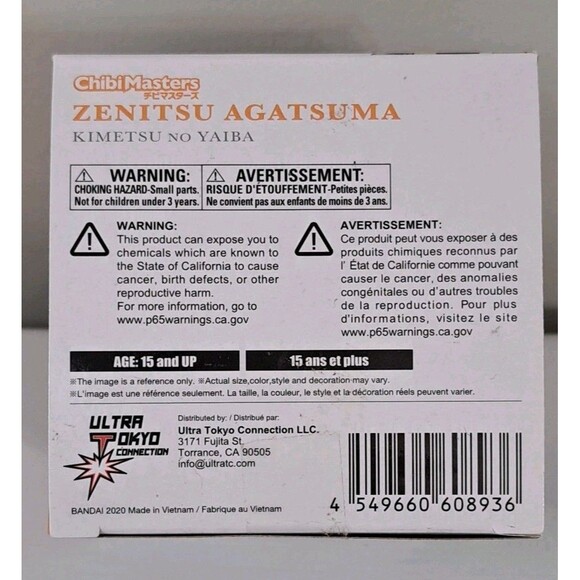 ChibiMasters
チビマスターズ
ZENITSU AGATSUMA
KIMETSU NO YAIBA
⚠ WARNING:
CHOKING HAZARD-Small parts.
Not for children under 3 years.
⚠ AVERTISSEMENT:
RISQUE D'ÉTOUFFEMENT-Petites pièces.
Ne convient pas aux enfants de moins de 3 ans.
WARNING:
This product can expose you to
chemicals which are known to
the State of California to cause
cancer, birth defects, or other
reproductive harm.
For more information, go to
www.p65warnings.ca.gov
AVERTISSEMENT:
Ce produit peut vous exposer à des
produits chimiques reconnus par
l' État de Californie comme pouvant
causer le cancer, des anomalies
congénitales ou d'autres troubles
de la reproduction. Pour plus
d'informations, visitez le site
www.p65warnings.ca.gov
AGE: 15 and UP
15 ans et plus
※The image is a reference only. ※Actual size,color,style and decoration may vary.
※L'image est une référence seulement. La taille, la couleur, le style et la décoration réels peuvent varier.
ULTRA
TOKYO
CONNECTION
Distributed by: / Distribué par:
Ultra Tokyo Connection LLC.
3171 Fujita St.
Torrance, CA 90505
info@ultratc.com
BANDAI 2020 Made in Vietnam / Fabrique au Vietnam
4 549660 608936